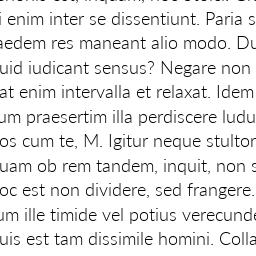 i enim inter se dissentiunt. Paria s
aedem res maneant alio modo. Du
uid iudicant sensus? Negare non
at enim intervalla et relaxat. Idem
um praesertim illa perdiscere ludu
os cum te, M. Igitur neque stultor
uam ob rem tandem, inquit, non s
oc est non dividere, sed frangere.
um ille timide vel potius verecunde
uis est tam dissimile homini. Colla